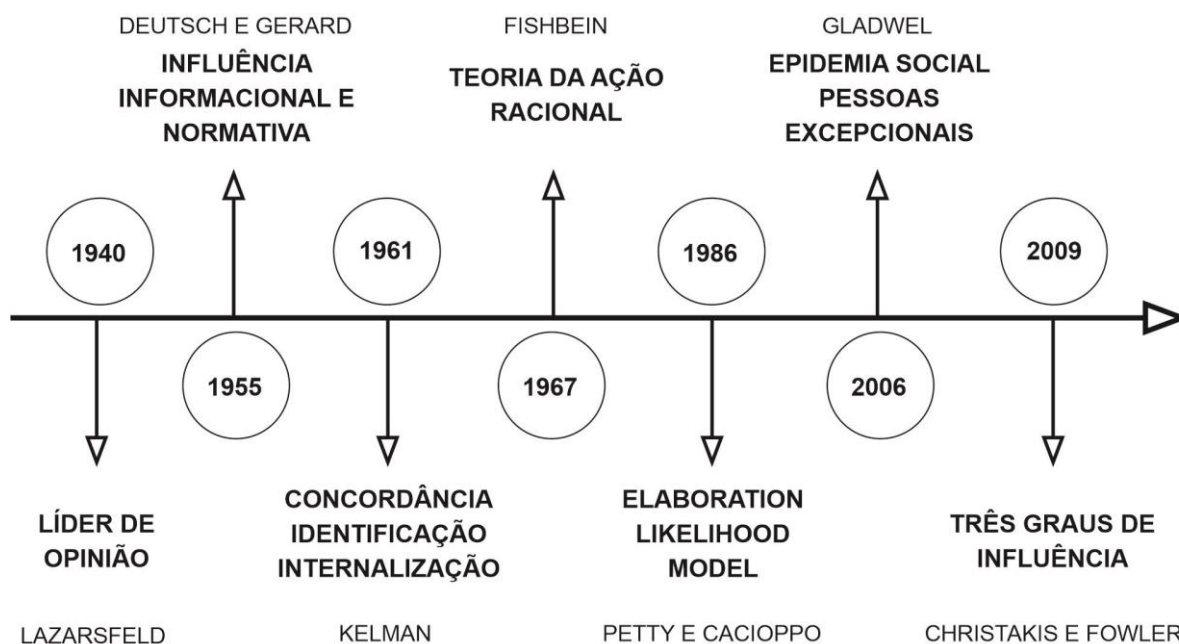 DEUTSCH E GERARD
INFLUÊNCIA
INFORMACIONAL E
NORMATIVA
FISHBEIN
TEORIA DA AÇÃO
RACIONAL
GLADWEL
EPIDEMIA SOCIAL
PESSOAS
EXCEPCIONAIS
1940
1961
1986
2009
1955
1967
2006
LÍDER DE
OPINIÃO
LAZARSFELD
CONCORDÂNCIA
IDENTIFICAÇÃO
INTERNALIZAÇÃO
KELMAN
ELABORATION
LIKELIHOOD
MODEL
PETTY E CACIOPPO
TRÊS GRAUS DE
INFLUÊNCIA
CHRISTAKIS E FOWLER